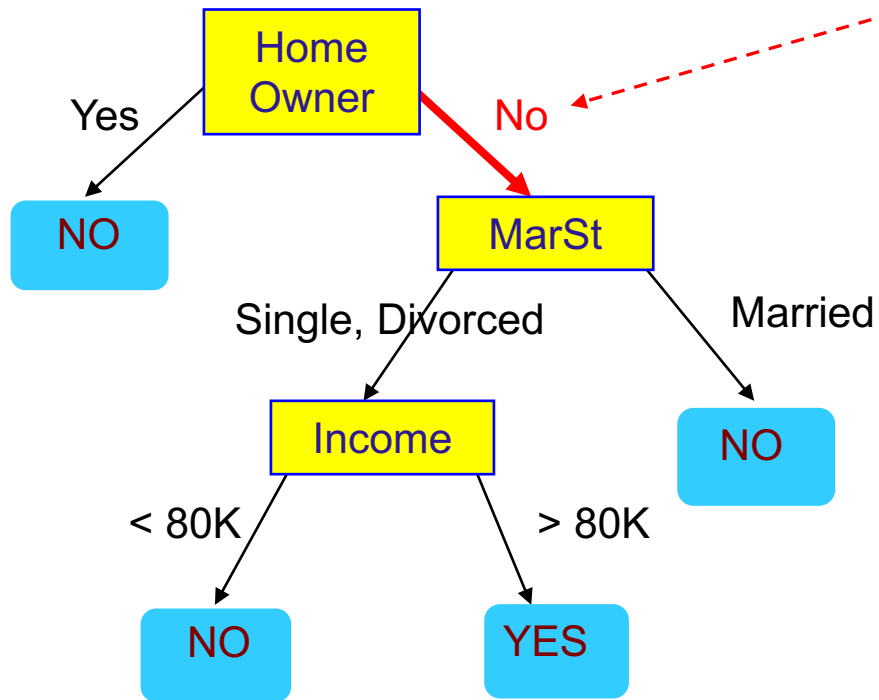 Home
Owner
Yes
No
NO
MarSt
Single, Divorced
Married
Income
NO
< 80K
> 80K
NO
YES